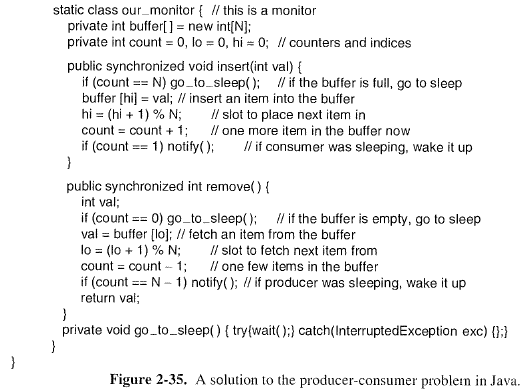 static class our_monitor { // this is a monitor
private int buffer[ ] = new int[N];
private int count = 0, lo = 0, hi = 0; // counters and indices
public synchronized void insert(int val) {
if (count == N) go_to_sleep( ); // if the buffer is full, go to sleep
buffer [hi] = val; // insert an item into the buffer
hi = (hi + 1) % N; // slot to place next item in
count = count + 1; // one more item in the buffer now
if (count == 1) notify( ); // if consumer was sleeping, wake it up
}
public synchronized int remove( ) {
int val;
if (count == 0) go_to_sleep( ); // if the buffer is empty, go to sleep
val = buffer [lo]; // fetch an item from the buffer
lo = (lo + 1) % N; // slot to fetch next item from
count = count – 1; // one few items in the buffer
if (count == N – 1) notify( ); // if producer was sleeping, wake it up
return val;
}
private void go_to_sleep( ) { try{wait( );} catch(InterruptedException exc) {};}
}
}
Figure 2-35. A solution to the producer-consumer problem in Java.